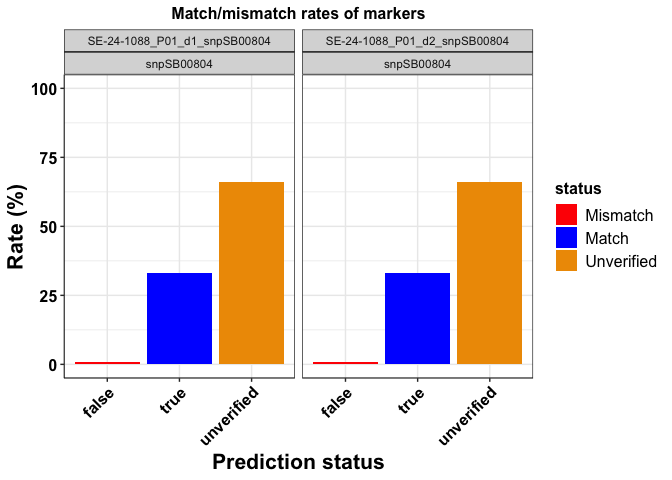 Match/mismatch rates of markers
SE-24-1088_P01_d1_snpSB00804
SE-24-1088_P01_d2_snpSB00804
snpSB00804
snpSB00804
100
75
50
25
0
Rate (%)
false
true
unverified
false
true
unverified
Prediction status
status
Mismatch
Match
Unverified